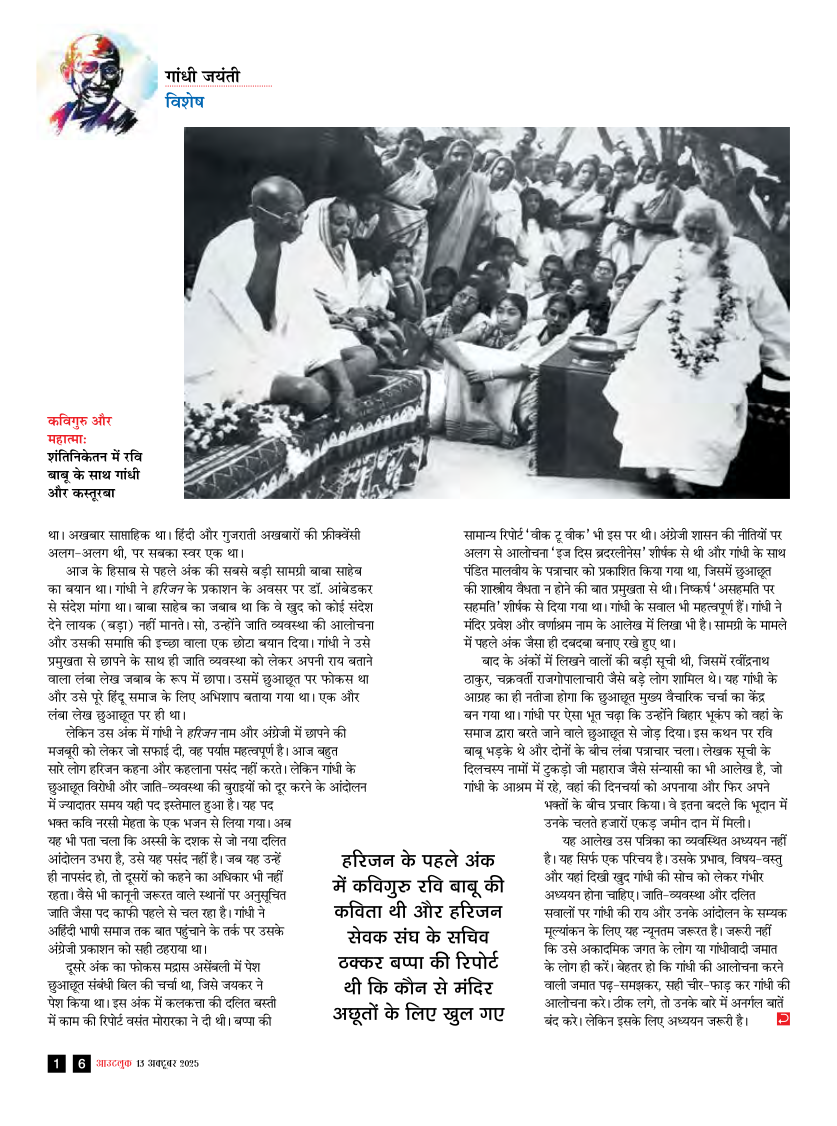 गांधी जयंती
विशेष
कविगुरु और
महात्मा:
शंतिनिकेतन में रवि
बाबू के साथ गांधी
और कस्तूरबा
था। अखबार साप्ताहिक था। हिंदी और गुजराती अखबारों की फ्रीक्वेंसी
अलग-अलग थी, पर सबका स्वर एक था।
आज के हिसाब से पहले अंक की सबसे बड़ी सामग्री बाबा साहेब
का बयान था। गांधी ने हरिजन के प्रकाशन के अवसर पर डॉ. आंबेडकर
से संदेश मांगा था। बाबा साहेब का जबाब था कि वे खुद को कोई संदेश
देने लायक (बड़ा) नहीं मानते। सो, उन्होंने जाति व्यवस्था की आलोचना
और उसकी समाप्ति की इच्छा वाला एक छोटा बयान दिया। गांधी ने उसे
प्रमुखता से छापने के साथ ही जाति व्यवस्था को लेकर अपनी राय बताने
वाला लंबा लेख जबाब के रूप में छापा। उसमें छुआछूत पर फोकस था
और उसे पूरे हिंदू समाज के लिए अभिशाप बताया गया था। एक और
लंबा लेख छुआछूत पर ही था।
लेकिन उस अंक में गांधी ने हरिजन नाम और अंग्रेजी में छापने की
मजबूरी को लेकर जो सफाई दी, वह पर्याप्त महत्वपूर्ण है। आज बहुत
सारे लोग हरिजन कहना और कहलाना पसंद नहीं करते। लेकिन गांधी के
छुआछूत विरोधी और जाति-व्यवस्था की बुराइयों को दूर करने के आंदोलन
में ज्यादातर समय यही पद इस्तेमाल हुआ है। यह पद
भक्त कवि नरसी मेहता के एक भजन से लिया गया। अब
यह भी पता चला कि अस्सी के दशक से जो नया दलित
आंदोलन उभरा है, उसे यह पसंद नहीं है। जब यह उन्हें
ही नापसंद हो, तो दूसरों को कहने का अधिकार भी नहीं
रहता। वैसे भी कानूनी जरूरत वाले स्थानों पर अनुसूचित
जाति जैसा पद काफी पहले से चल रहा है। गांधी ने
अहिंदी भाषी समाज तक बात पहुंचाने के तर्क पर उसके
अंग्रेजी प्रकाशन को सही ठहराया था।
दूसरे अंक का फोकस मद्रास असेंबली में पेश
छुआछूत संबंधी बिल की चर्चा था, जिसे जयकर ने
पेश किया था। इस अंक में कलकत्ता की दलित बस्ती
में काम की रिपोर्ट वसंत मोरारका ने दी थी। बप्पा की
हरिजन के पहले अंक
में कविगुरु रवि बाबू की
कविता थी और हरिजन
सेवक संघ के सचिव
ठक्कर बप्पा की रिपोर्ट
थी कि कौन से मंदिर
अछूतों के लिए खुल गए
सामान्य रिपोर्ट ‘वीक टू वीक’ भी इस पर थी। अंग्रेजी शासन की नीतियों पर
अलग से आलोचना ‘इज दिस ब्रदरलीनेस’ शीर्षक से थी और गांधी के साथ
पंडित मालवीय के पत्राचार को प्रकाशित किया गया था, जिसमें छुआछूत
की शास्त्रीय वैधता न होने की बात प्रमुखता से थी। निष्कर्ष ‘असहमति पर
सहमति’ शीर्षक से दिया गया था। गांधी के सवाल भी महत्वपूर्ण हैं। गांधी ने
मंदिर प्रवेश और वर्णाश्रम नाम के आलेख में लिखा भी है। सामग्री के मामले
में पहले अंक जैसा ही दबदबा बनाए रखे हुए था।
बाद के अंकों में लिखने वालों की बड़ी सूची थी, जिसमें रवींद्रनाथ
ठाकुर, चक्रवर्ती राजगोपालाचारी जैसे बड़े लोग शामिल थे। यह गांधी के
आग्रह का ही नतीजा होगा कि छुआछूत मुख्य वैचारिक चर्चा का केंद्र
बन गया था। गांधी पर ऐसा भूत चढ़ा कि उन्होंने बिहार भूकंप को वहां के
समाज द्वारा बरते जाने वाले छुआछूत से जोड़ दिया। इस कथन पर रवि
बाबू भड़के थे और दोनों के बीच लंबा पत्राचार चला। लेखक सूची के
दिलचस्प नामों में टुकड़ो जी महाराज जैसे संन्यासी का भी आलेख है, जो
गांधी के आश्रम में रहे, वहां की दिनचर्या को अपनाया और फिर अपने
भक्तों के बीच प्रचार किया। वे इतना बदले कि भूदान में
उनके चलते हजारों एकड़ जमीन दान में मिली।
यह आलेख उस पत्रिका का व्यवस्थित अध्ययन नहीं
है। यह सिर्फ एक परिचय है। उसके प्रभाव, विषय-वस्तु
और यहां दिखी खुद गांधी की सोच को लेकर गंभीर
अध्ययन होना चाहिए। जाति-व्यवस्था और दलित
सवालों पर गांधी की राय और उनके आंदोलन के सम्यक
मूल्यांकन के लिए यह न्यूनतम जरूरत है। जरूरी नहीं
कि उसे अकादमिक जगत के लोग या गांधीवादी जमात
के लोग ही करें। बेहतर हो कि गांधी की आलोचना करने
वाली जमात पढ़-समझकर, सही चीर-फाड़ कर गांधी की
आलोचना करे। ठीक लगे, तो उनके बारे में अनर्गल बातें
बंद करे। लेकिन इसके लिए अध्ययन जरूरी है।
1 6 आउटलुक 13 अक्टूबर 2025